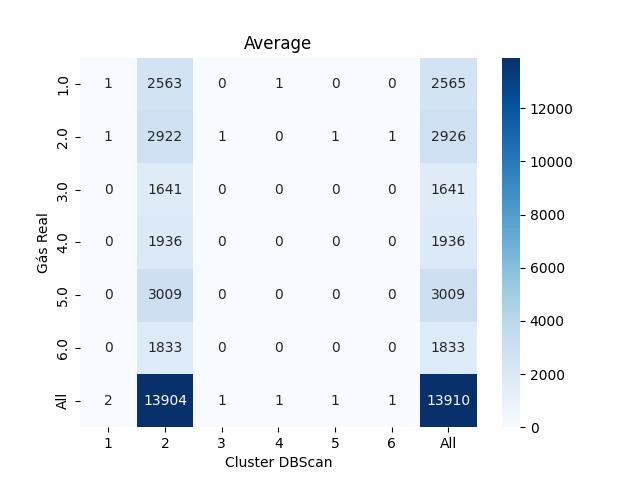 Average
1.0 1 2563 0 1 0 0 2565
2.0 1 2922 1 0 1 1 2926
3.0 0 1641 0 0 0 0 1641
4.0 0 1936 0 0 0 0 1936
5.0 0 3009 0 0 0 0 3009
6.0 0 1833 0 0 0 0 1833
All 2 13904 1 1 1 1 13910
1 2 3 4 5 6 All
Cluster DBScan
Gás Real
12000
10000
8000
6000
4000
2000
0